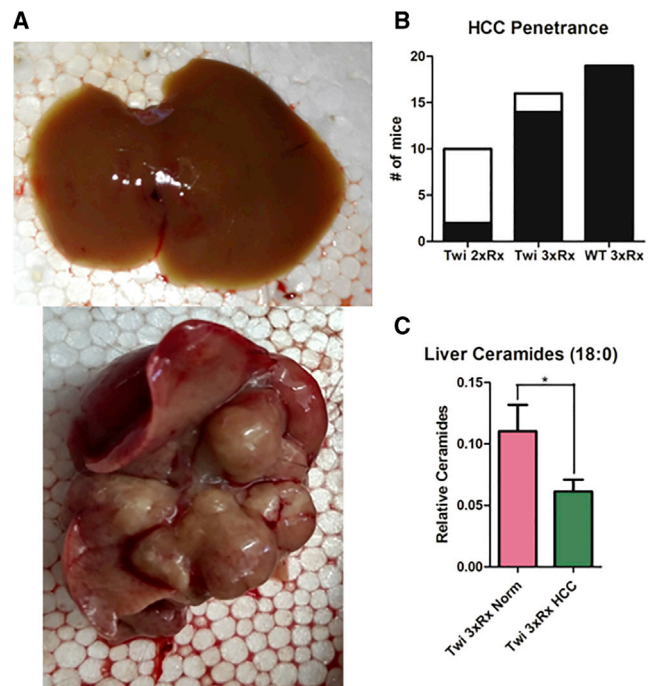 A
B
HCC Penetrance
# of mice
20
15
10
5
0
Twi 2xRx Twi 3xRx WT 3xRx
C
Liver Ceramides (18:0)
*
Relative Ceramides
0.15
0.10
0.05
0.00
Twi 3xRx Norm
Twi 3xRx HCC